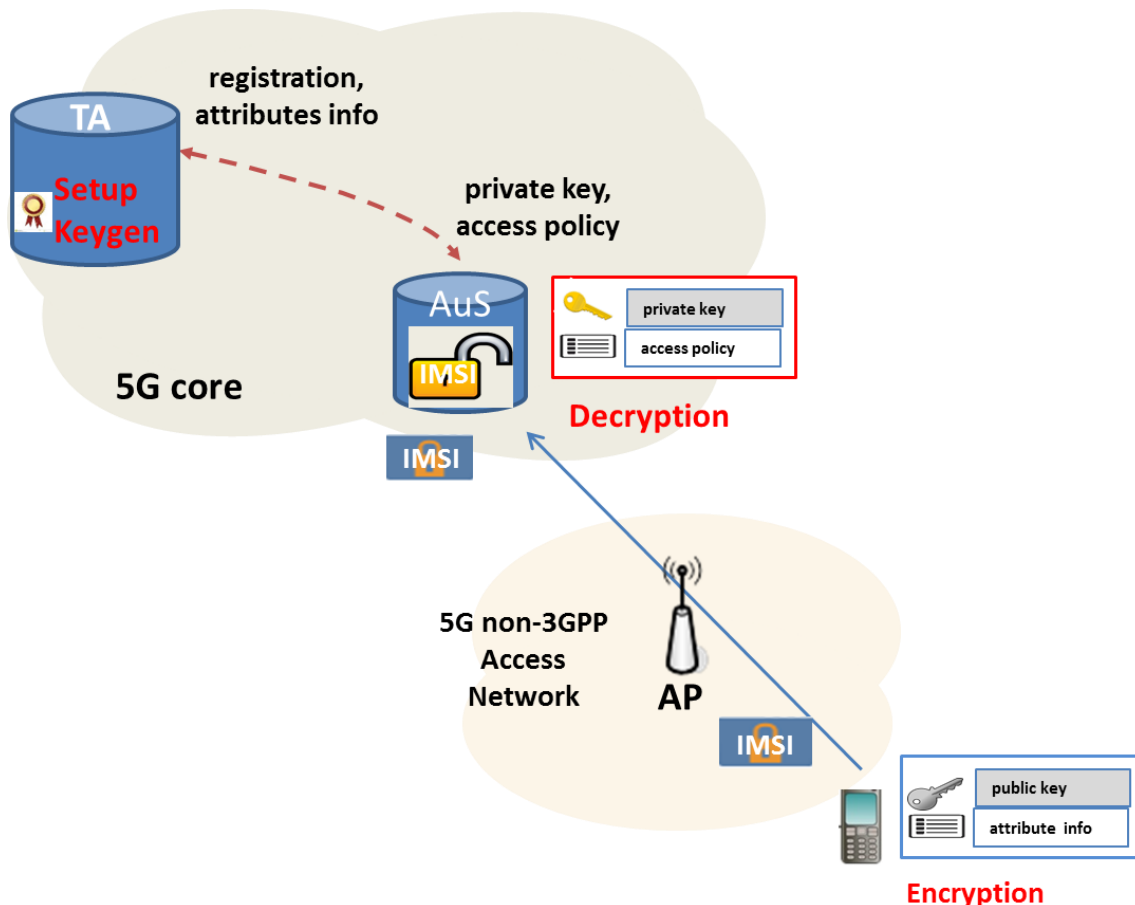 registration,
attributes info
TA
Setup
Keygen
private key,
access policy
AuS
IMSI
private key
access policy
5G core
Decryption
IMSI
5G non-3GPP
Access
Network
AP
IMSI
public key
attribute info
Encryption